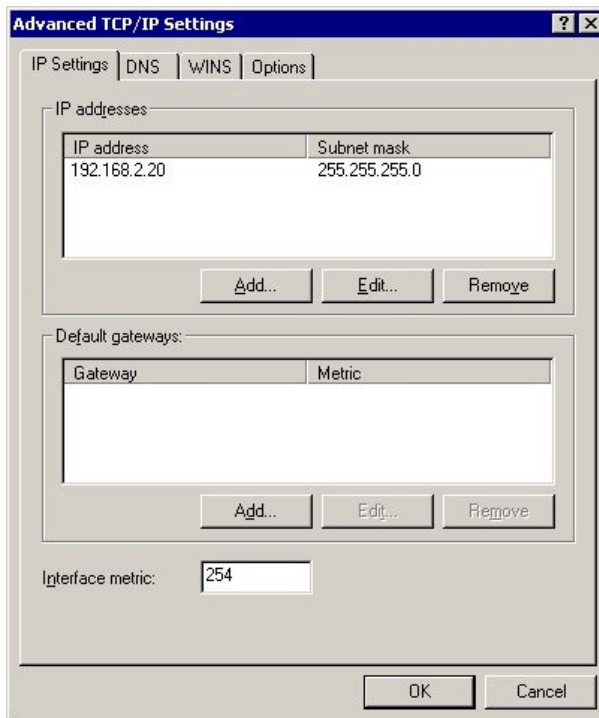 Advanced TCP/IP Settings
IP Settings DNS WINS Options
IP addresses
IP address Subnet mask
192.168.2.20 255.255.255.0
Add... Edit... Remove
Default gateways:
Gateway Metric
Add... Edit... Remove
Interface metric: 254
OK Cancel